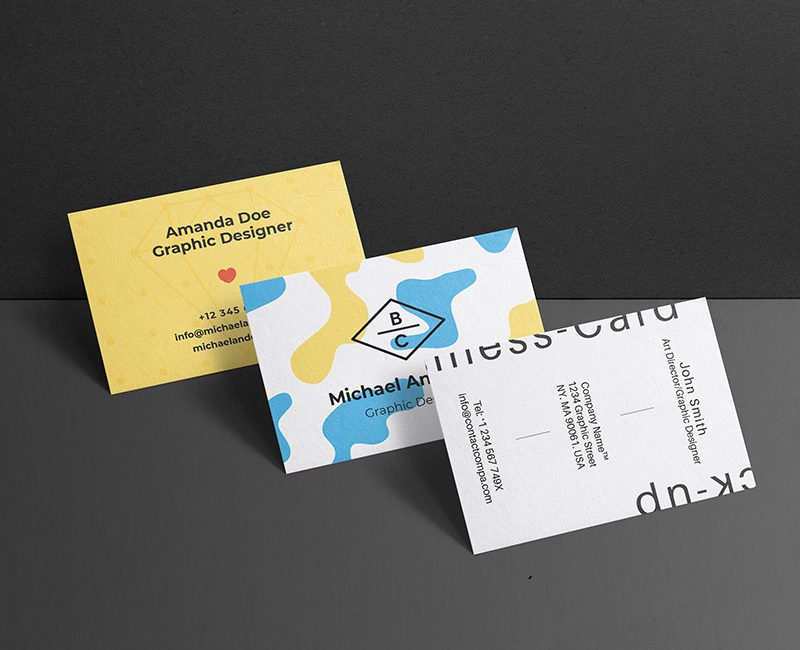 Amanda Doe
Graphic Designer
+12 345
info@michaela
michaelande
B
C
Michael An
Graphic Des
iness-Card
John Smith
Art Director/Graphic Designer
Company Name™
1234 Graphic Street
NY. MA 90061. USA
Tel: +1 234 567 749X
info@contactcompa.com
ck-up